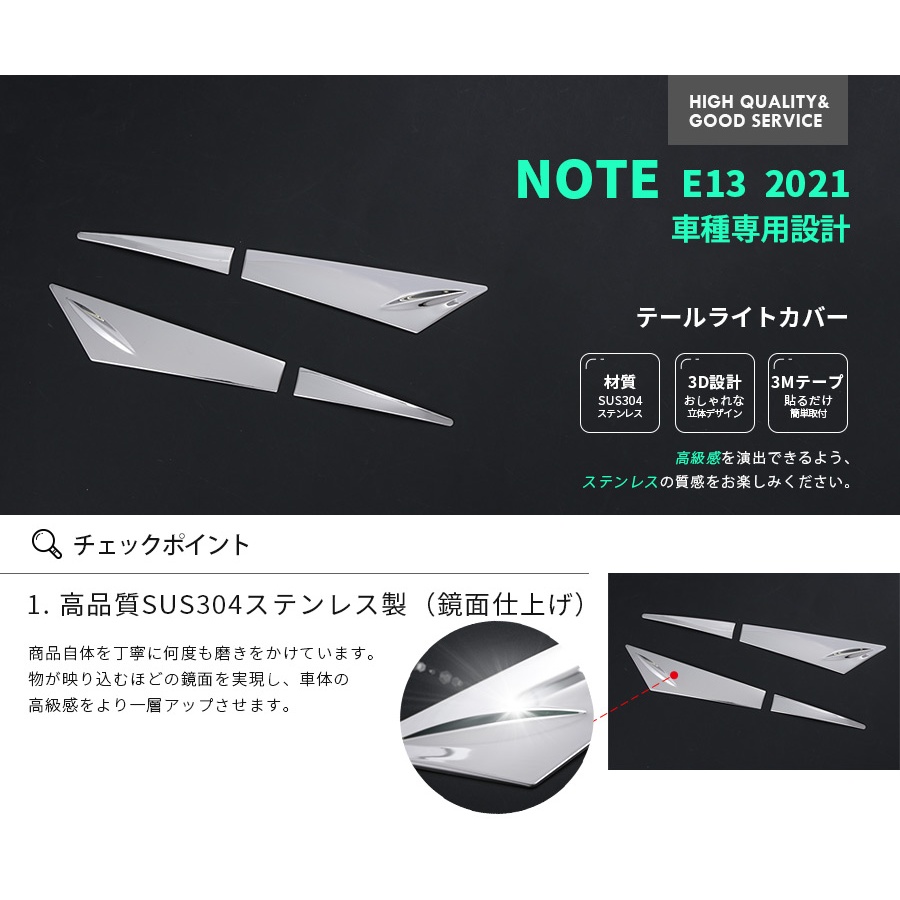 HIGH QUALITY&
GOOD SERVICE
NOTE E13 2021
車種専用設計
テールライトカバー
材質
SUS304
ステンレス
3D設計
おしゃれな
立体デザイン
3Mテープ
貼るだけ
簡単取付
高級感を演出できるよう、
ステンレスの質感をお楽しみください。
チェックポイント
1. 高品質SUS304ステンレス製（鏡面仕上げ）
商品自体を丁寧に何度も磨きをかけています。
物が映り込むほどの鏡面を実現し、車体の
高級感をより一層アップさせます。